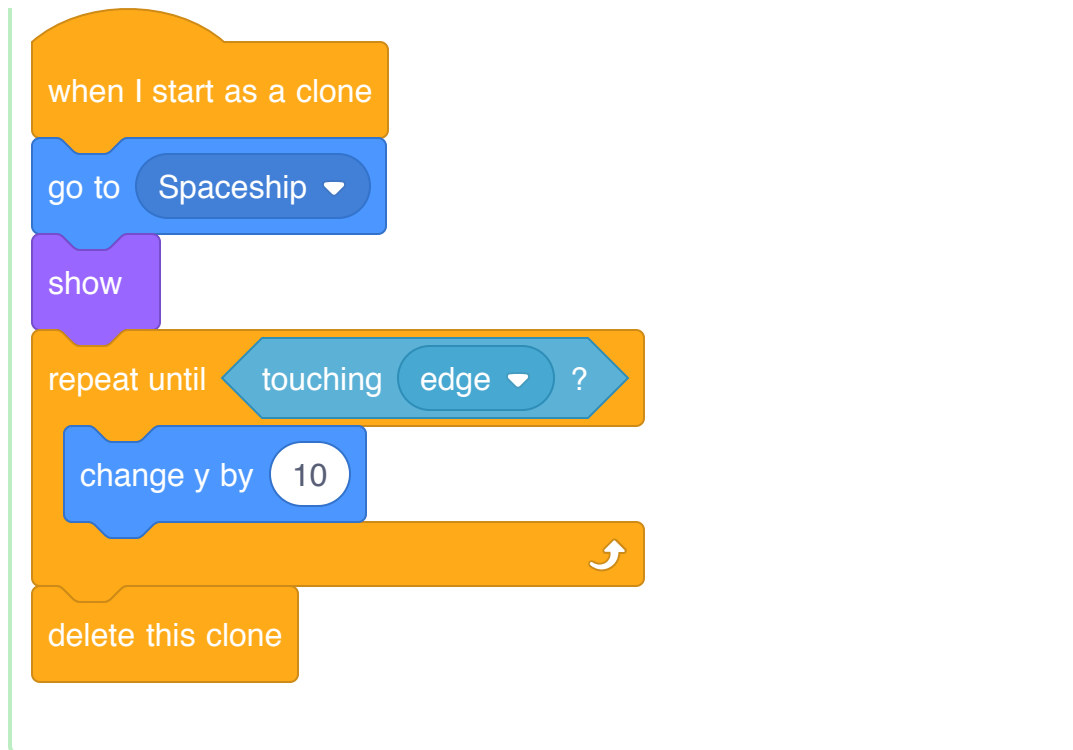 when I start as a clone
go to Spaceship
show
repeat until touching edge ?
change y by 10
delete this clone